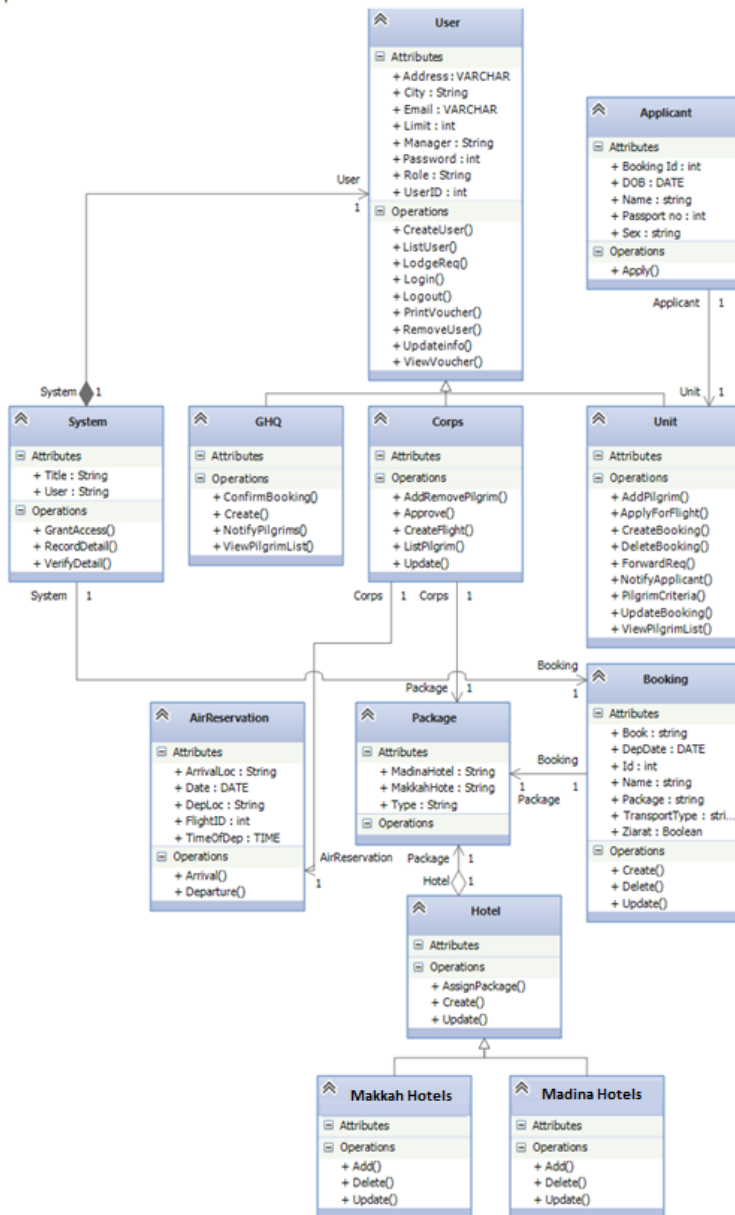 User
Attributes
+ Address : VARCHAR
+ City : String
+ Email : VARCHAR
+ Limit : int
+ Manager : String
+ Password : int
+ Role : String
+ UserID : int
Operations
+ CreateUser()
+ ListUser()
+ LodgeReq()
+ Login()
+ Logout()
+ PrintVoucher()
+ RemoveUser()
+ Updateinfo()
+ ViewVoucher()
Applicant
Attributes
+ Booking Id : int
+ DOB : DATE
+ Name : string
+ Passport no : int
+ Sex : string
Operations
+ Apply()
User
1
Applicant 1
System 1
Unit 1
System
Attributes
+ Title : String
+ User : String
Operations
+ GrantAccess()
+ RecordDetail()
+ VerifyDetail()
GHQ
Attributes
Operations
+ ConfirmBooking()
+ Create()
+ NotifyPilgrims()
+ ViewPilgrimList()
Corps
Attributes
Operations
+ AddRemovePilgrim()
+ Approve()
+ CreateFlight()
+ ListPilgrim()
+ Update()
Unit
Attributes
Operations
+ AddPilgrim()
+ ApplyForFlight()
+ CreateBooking()
+ DeleteBooking()
+ ForwardReq()
+ NotifyApplicant()
+ PilgrimCriteria()
+ UpdateBooking()
+ ViewPilgrimList()
System 1
Corps 1
Corps 1
Booking
1
Package 1
AirReservation
Attributes
+ ArrivalLoc : String
+ Date : DATE
+ DepLoc : String
+ FlightID : int
+ TimeOfDep : TIME
Operations
+ Arrival()
+ Departure()
Package
Attributes
+ MadinaHotel : String
+ MakkahHote : String
+ Type : String
Operations
Booking
Attributes
+ Book : string
+ DepDate : DATE
+ Id : int
+ Name : string
+ Package : string
+ TransportType : stri...
+ Ziarat : Boolean
Operations
+ Create()
+ Delete()
+ Update()
Booking
1 1
Package
AirReservation
1
Package 1
Hotel 1
Hotel
Attributes
Operations
+ AssignPackage()
+ Create()
+ Update()
Makkah Hotels
Attributes
Operations
+ Add()
+ Delete()
+ Update()
Madina Hotels
Attributes
Operations
+ Add()
+ Delete()
+ Update()